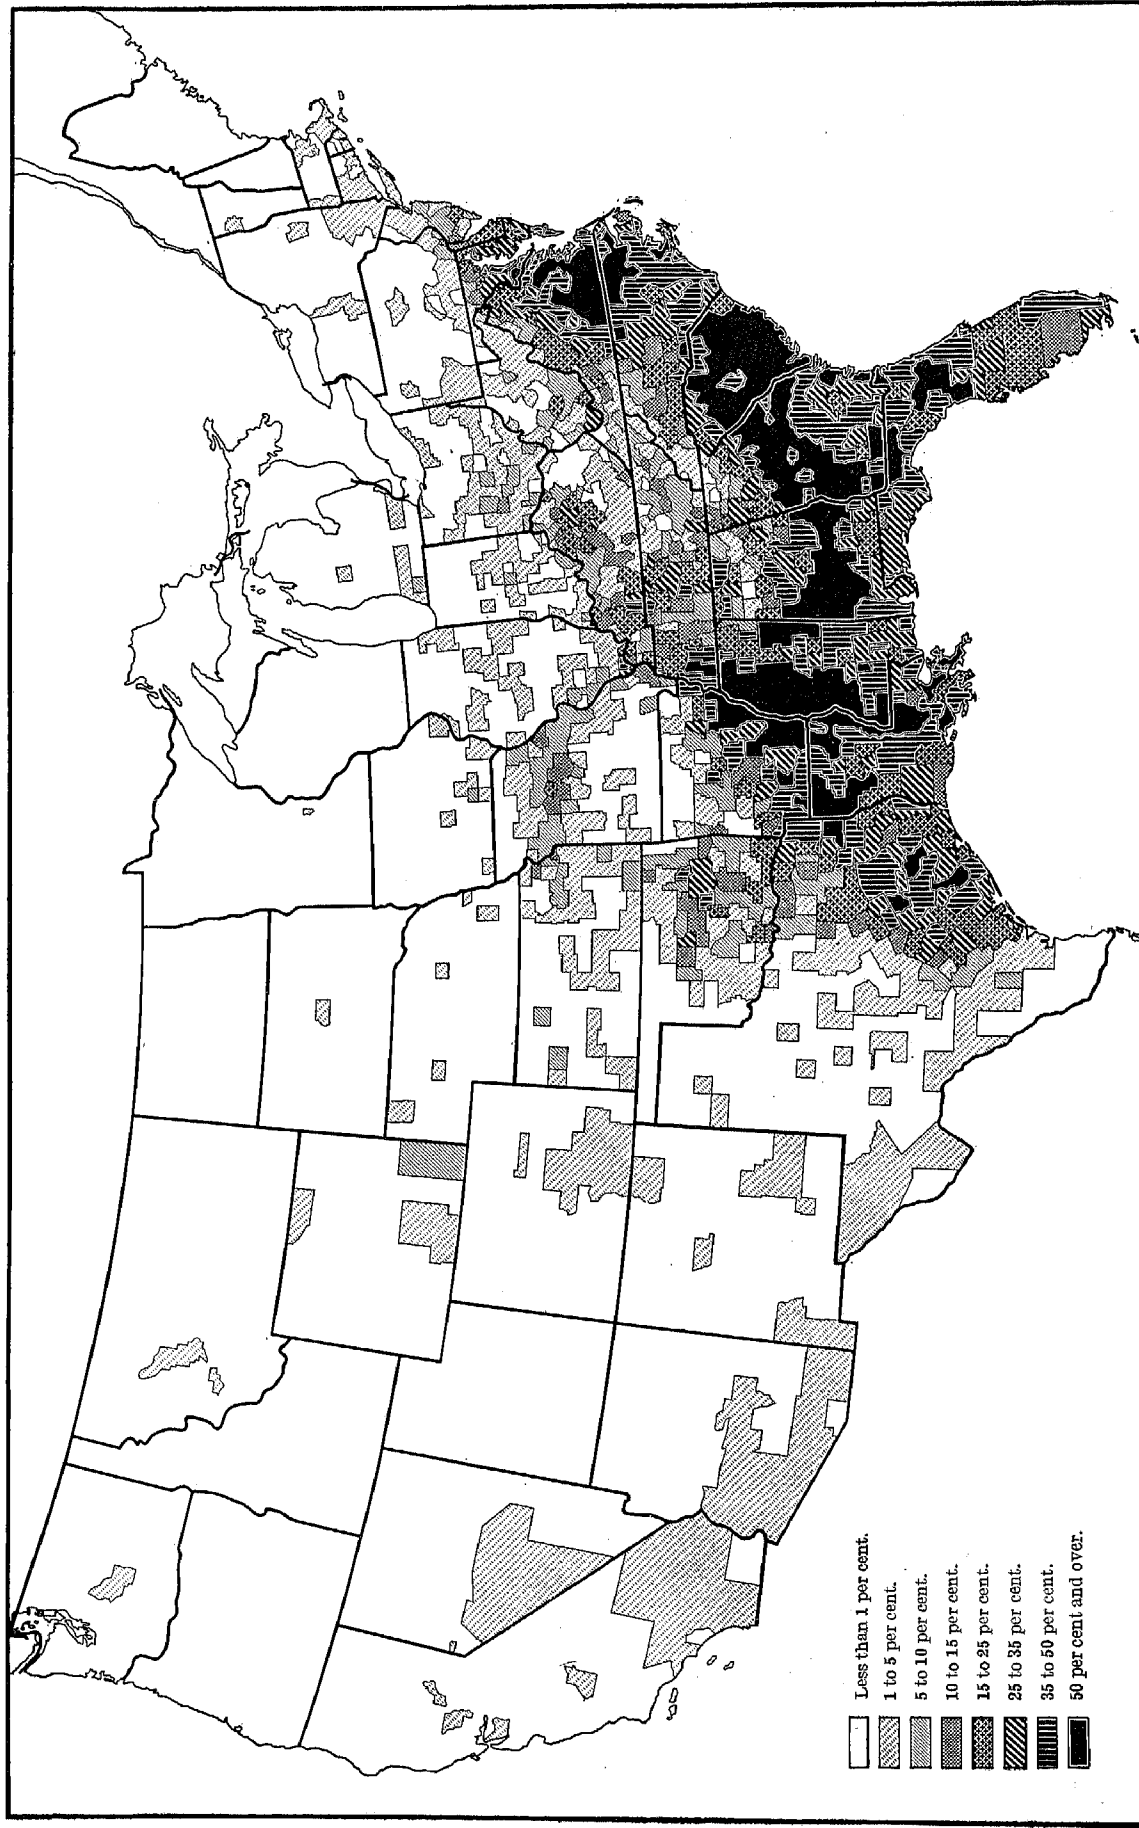 Less than 1 per cent.
1 to 5 per cent.
5 to 10 per cent.
10 to 15 per cent.
15 to 25 per cent.
25 to 35 per cent.
35 to 50 per cent.
50 per cent and over.